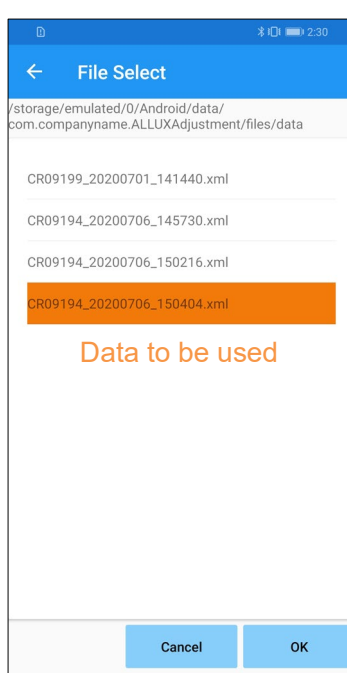 2:30
File Select
/storage/emulated/0/Android/data/
com.companyname.ALLUXAdjustment/files/data
CR09199_20200701_141440.xml
CR09194_20200706_145730.xml
CR09194_20200706_150216.xml
CR09194_20200706_150404.xml
Data to be used
Cancel OK